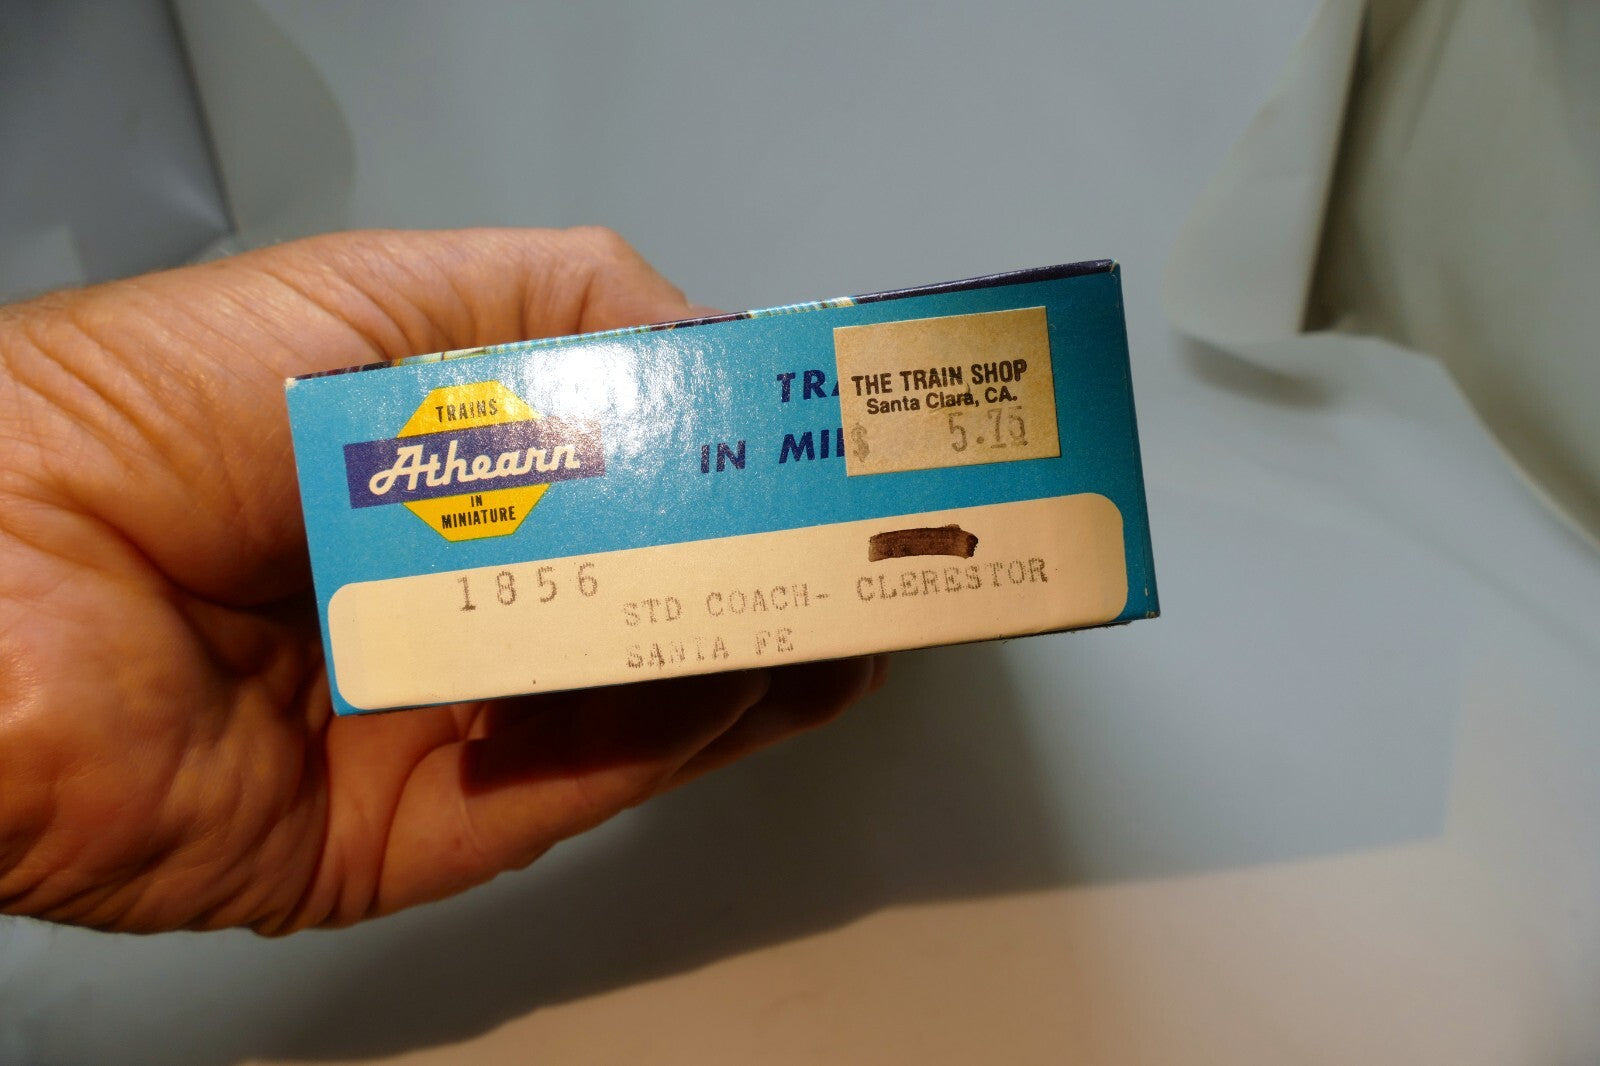 TRAINS
Athearn
IN
MINIATURE
TRA
IN MI
THE TRAIN SHOP
Santa Clara, CA.
$ 5.75
1856
STD COACH- CLERESTOR
SANTA FE